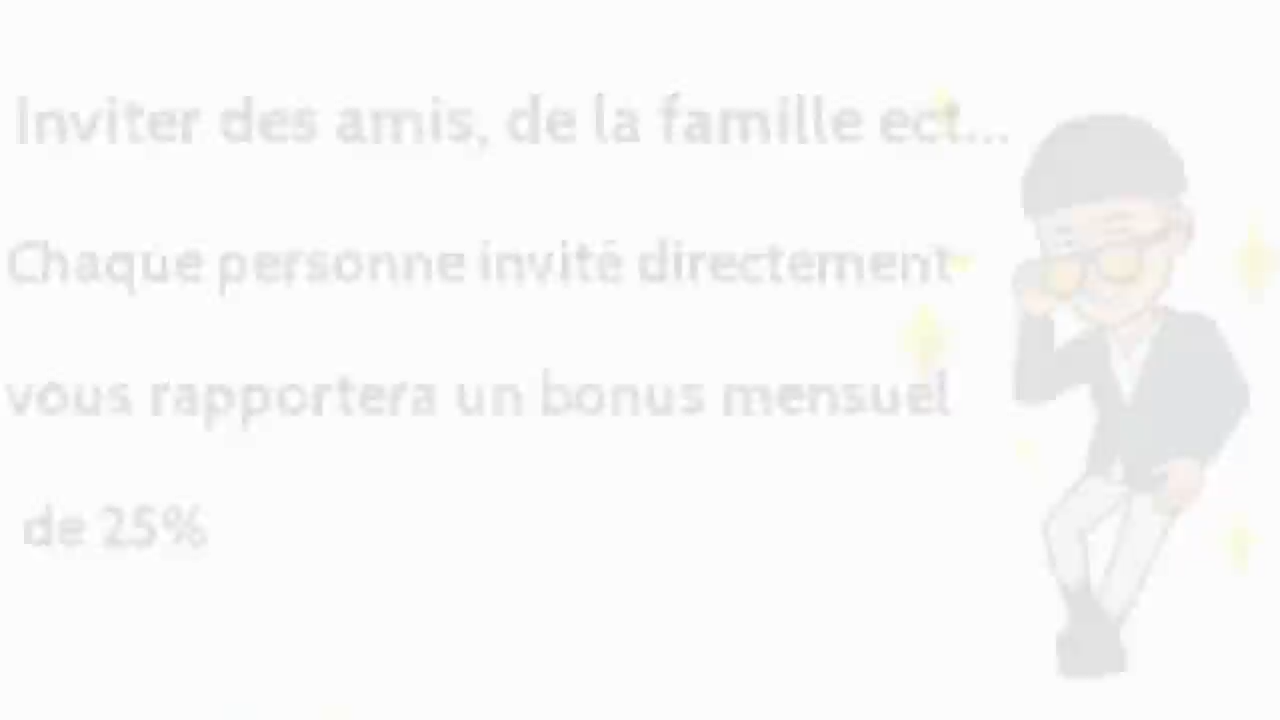 Inviter des amis, de la famille ect...
Chaque personne invité directement
vous rapportera un bonus mensuel
de 25%